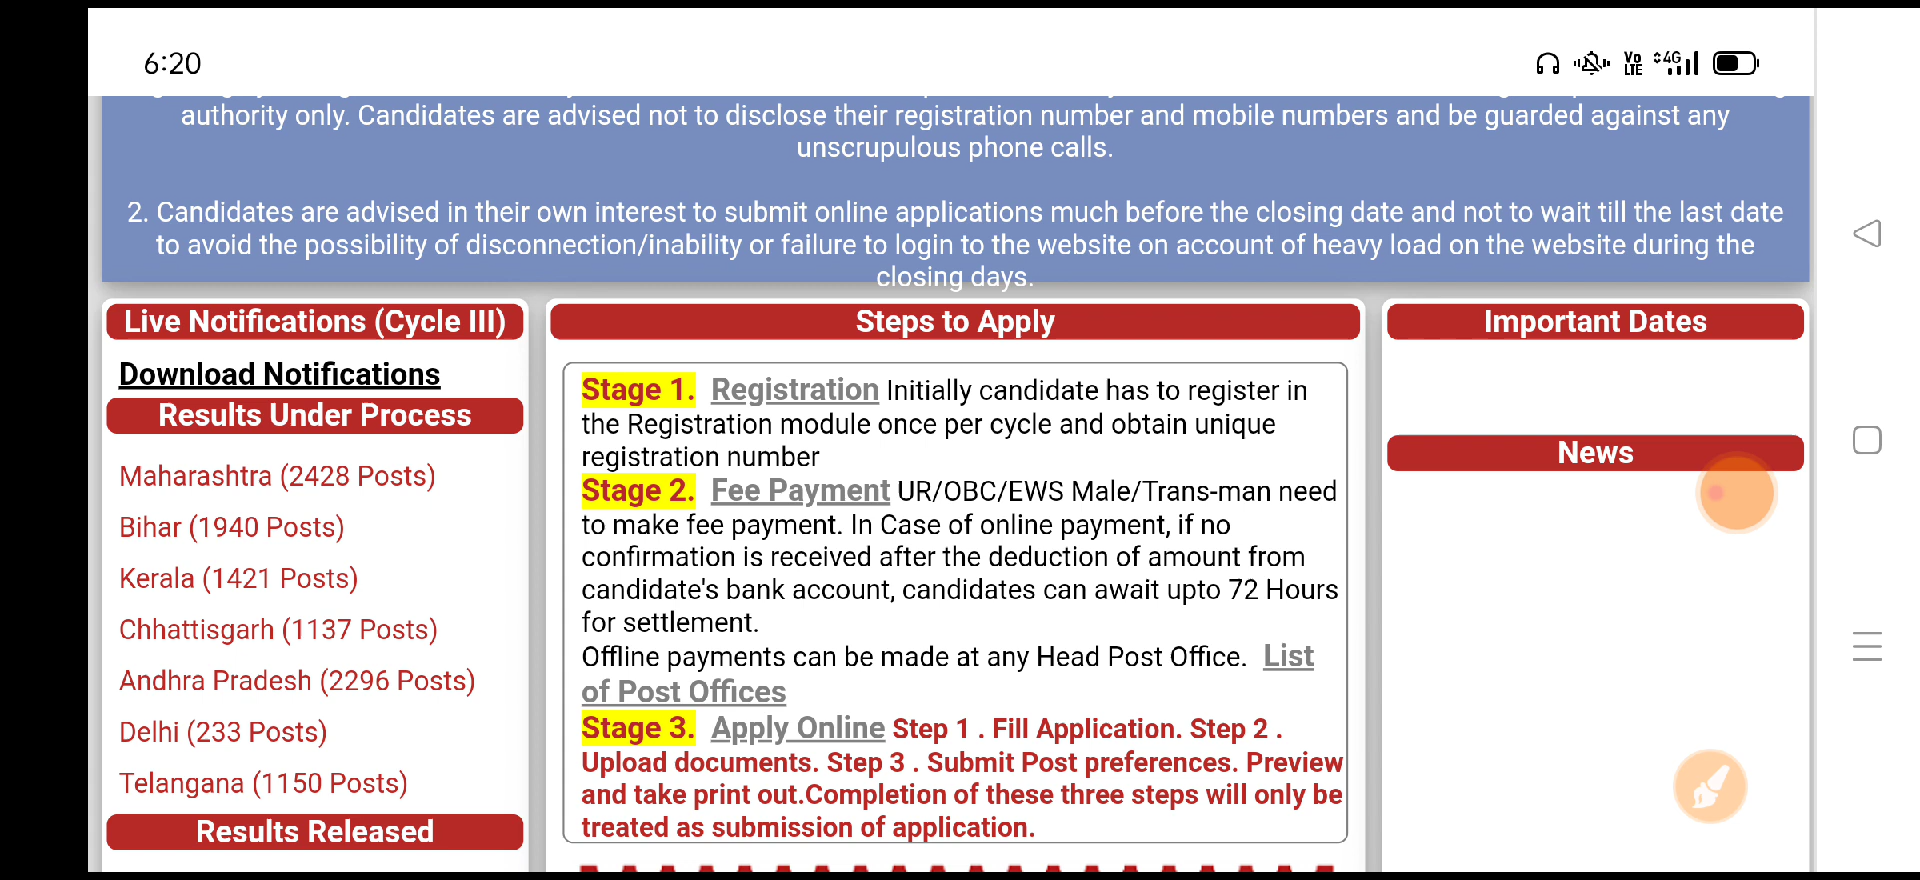 6:20
Vo LTE 4G
authority only. Candidates are advised not to disclose their registration number and mobile numbers and be guarded against any
unscrupulous phone calls.
2. Candidates are advised in their own interest to submit online applications much before the closing date and not to wait till the last date
to avoid the possibility of disconnection/inability or failure to login to the website on account of heavy load on the website during the
closing days.
Live Notifications (Cycle III)
Download Notifications
Results Under Process
Maharashtra (2428 Posts)
Bihar (1940 Posts)
Kerala (1421 Posts)
Chhattisgarh (1137 Posts)
Andhra Pradesh (2296 Posts)
Delhi (233 Posts)
Telangana (1150 Posts)
Results Released
Steps to Apply
Stage 1. Registration Initially candidate has to register in
the Registration module once per cycle and obtain unique
registration number
Stage 2. Fee Payment UR/OBC/EWS Male/Trans-man need
to make fee payment. In Case of online payment, if no
confirmation is received after the deduction of amount from
candidate's bank account, candidates can await upto 72 Hours
for settlement.
Offline payments can be made at any Head Post Office. List
of Post Offices
Stage 3. Apply Online Step 1 . Fill Application. Step 2 .
Upload documents. Step 3 . Submit Post preferences. Preview
and take print out.Completion of these three steps will only be
treated as submission of application.
Important Dates
News